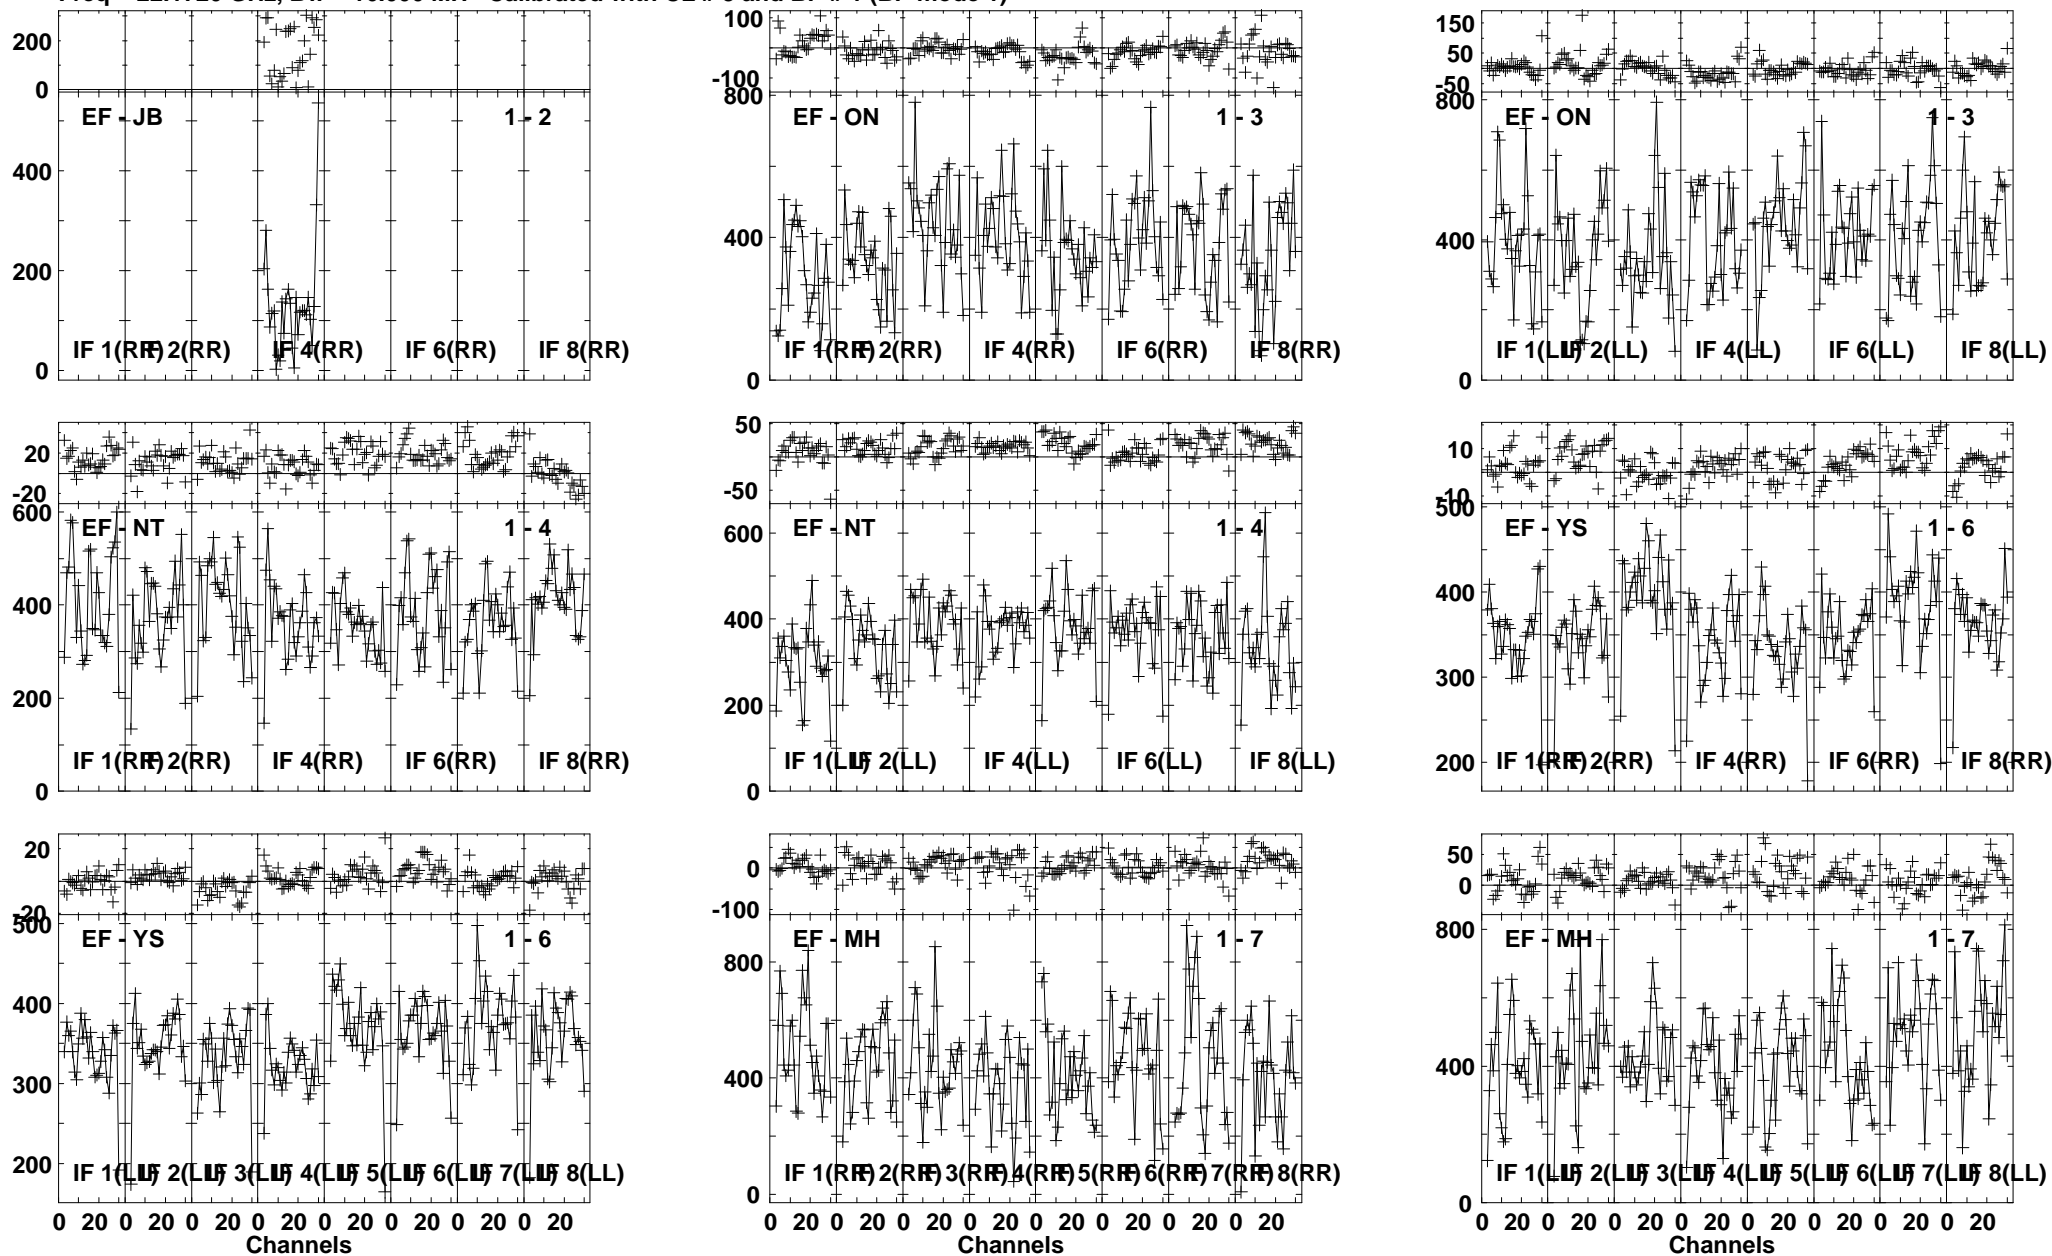 200
0
EF - JB
1 - 2
400
200
0
IF 1(RR)
IF 2(RR)
IF 4(RR)
IF 6(RR)
IF 8(RR)
100
-100
800
EF - ON
1 - 3
400
0
IF 1(RR)
IF 2(RR)
IF 4(RR)
IF 6(RR)
IF 8(RR)
150
50
-50
800
EF - ON
1 - 3
400
0
IF 1(LL)
IF 2(LL)
IF 4(LL)
IF 6(LL)
IF 8(LL)
20
-20
600
EF - NT
1 - 4
400
200
0
IF 1(RR)
IF 2(RR)
IF 4(RR)
IF 6(RR)
IF 8(RR)
50
-50
600
EF - NT
1 - 4
400
200
0
IF 1(LL)
IF 2(LL)
IF 4(LL)
IF 6(LL)
IF 8(LL)
10
-10
500
EF - YS
1 - 6
400
300
200
IF 1(RR)
IF 2(RR)
IF 4(RR)
IF 6(RR)
IF 8(RR)
20
-20
500
EF - YS
1 - 6
400
300
200
IF 1(LL)
IF 2(LL)
IF 3(LL)
IF 4(LL)
IF 5(LL)
IF 6(LL)
IF 7(LL)
IF 8(LL)
0 20 0 20 0 20 0 20 0 20 0 20 0 20 0 20
Channels
0
-100
800
EF - MH
1 - 7
400
0
IF 1(RR)
IF 2(RR)
IF 3(RR)
IF 4(RR)
IF 5(RR)
IF 6(RR)
IF 7(RR)
IF 8(RR)
0 20 0 20 0 20 0 20 0 20 0 20 0 20 0 20
Channels
50
0
800
EF - MH
1 - 7
400
0
IF 1(LL)
IF 2(LL)
IF 3(LL)
IF 4(LL)
IF 5(LL)
IF 6(LL)
IF 7(LL)
IF 8(LL)
0 20 0 20 0 20 0 20 0 20 0 20 0 20 0 20
Channels